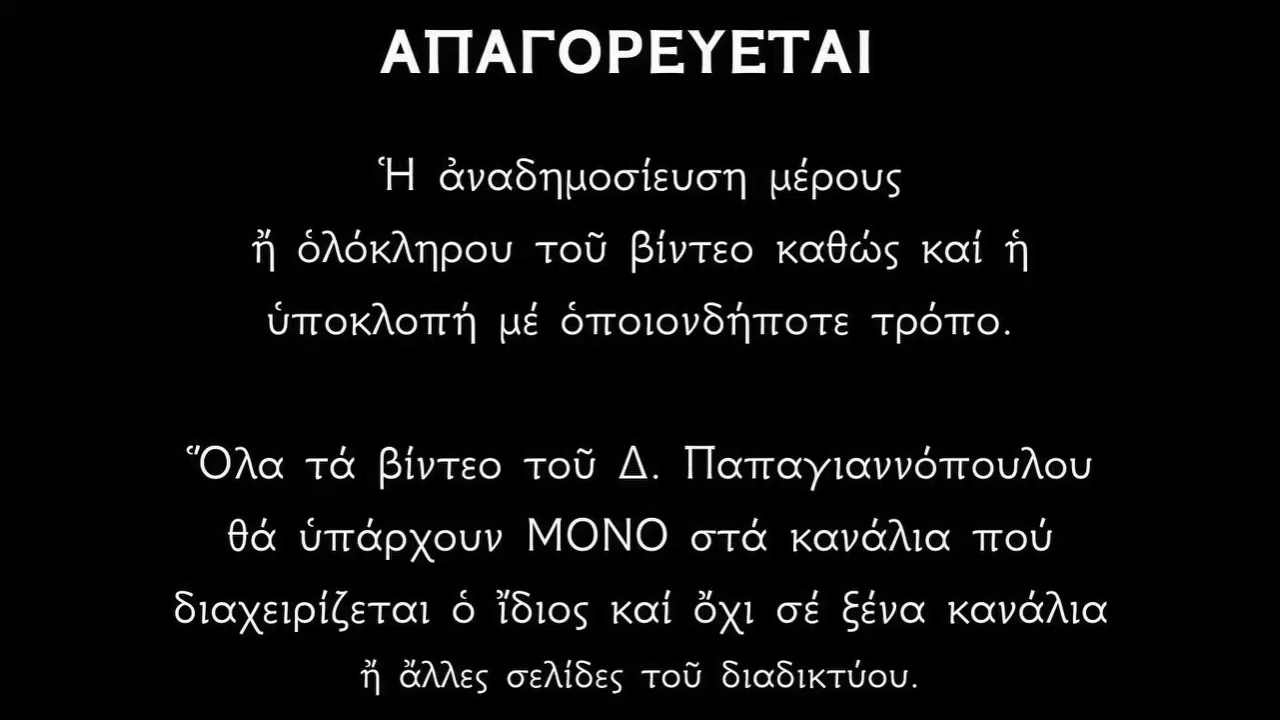 ΑΠΑΓΟΡΕΥΕΤΑΙ
Ἡ ἀναδημοσίευση μέρους
ἤ ὁλόκληρου τοῦ βίντεο καθώς καί ἡ
ὑποκλοπή μέ ὁποιονδήποτε τρόπο.
Ὅλα τά βίντεο τοῦ Δ. Παπαγιαννόπουλου
θά ὑπάρχουν ΜΟΝΟ στά κανάλια πού
διαχειρίζεται ὁ ἴδιος καί ὄχι σέ ξένα κανάλια
ἤ ἄλλες σελίδες τοῦ διαδικτύου.